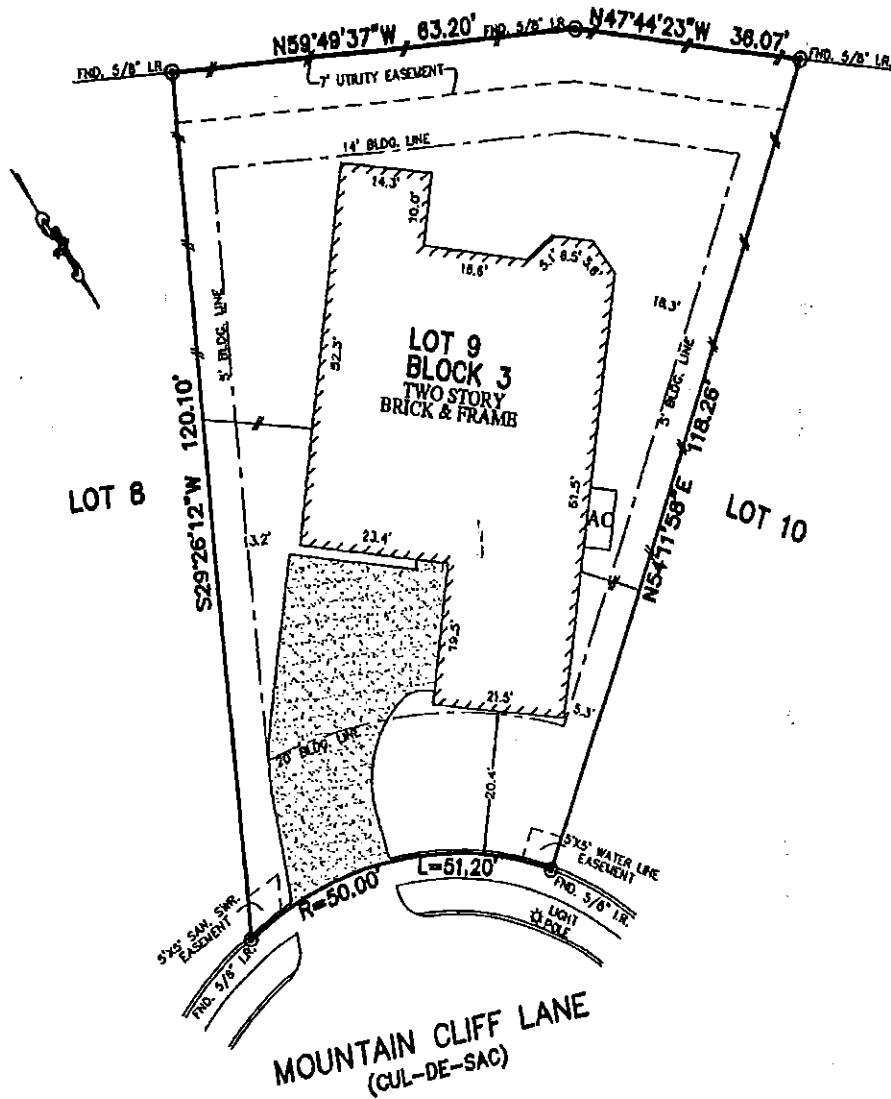 N59°49'37"W 63.20'
FND. 5/8" I.R.
N47°44'23"W 36.07'
FND. 5/8" I.R.
FND. 5/8" I.R.
7' UTILITY EASEMENT
14' BLDG. LINE
14.3'
10.0'
16.6'
5.1'
6.5'
5.6'
5' BLDG. LINE
52.3'
18.3'
LOT 9
BLOCK 3
TWO STORY
BRICK & FRAME
5' BLDG. LINE
S29°26'12"W 120.10'
N54°11'58"E 118.26'
LOT 8
LOT 10
51.5'
AC
13.2'
23.4'
19.5'
21.5'
5.3'
20' BLDG. LINE
20.4'
5'X5' WATER LINE
EASEMENT
5'X5' SAN. SWR.
EASEMENT
R=50.00'
L=51.20'
FND. 5/8" I.R.
FND. 5/8" I.R.
LIGHT
POLE
MOUNTAIN CLIFF LANE
(CUL-DE-SAC)